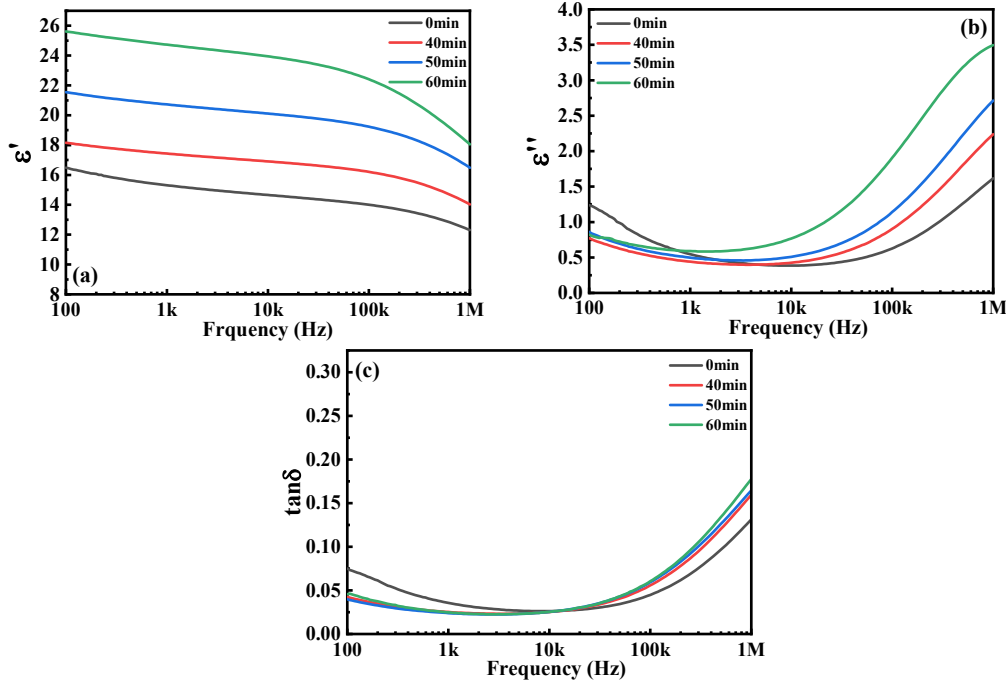 26
24
22
20
18
16
14
12
10
8
ε'
0min
40min
50min
60min
(a)
100 1k 10k 100k 1M
Frquency (Hz)
4.0
3.5
3.0
2.5
2.0
1.5
1.0
0.5
0.0
ε''
0min
40min
50min
60min
(b)
100 1k 10k 100k 1M
Frequency (Hz)
0.30
0.25
0.20
0.15
0.10
0.05
0.00
tanδ
(c)
0min
40min
50min
60min
100 1k 10k 100k 1M
Frequency (Hz)